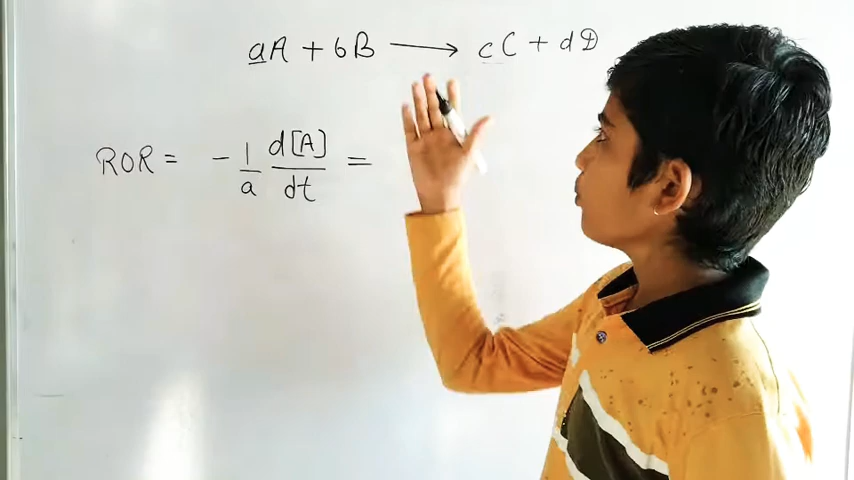 aA + bB ⟶ cC + dD
ROR = - 1/a d[A]/dt =